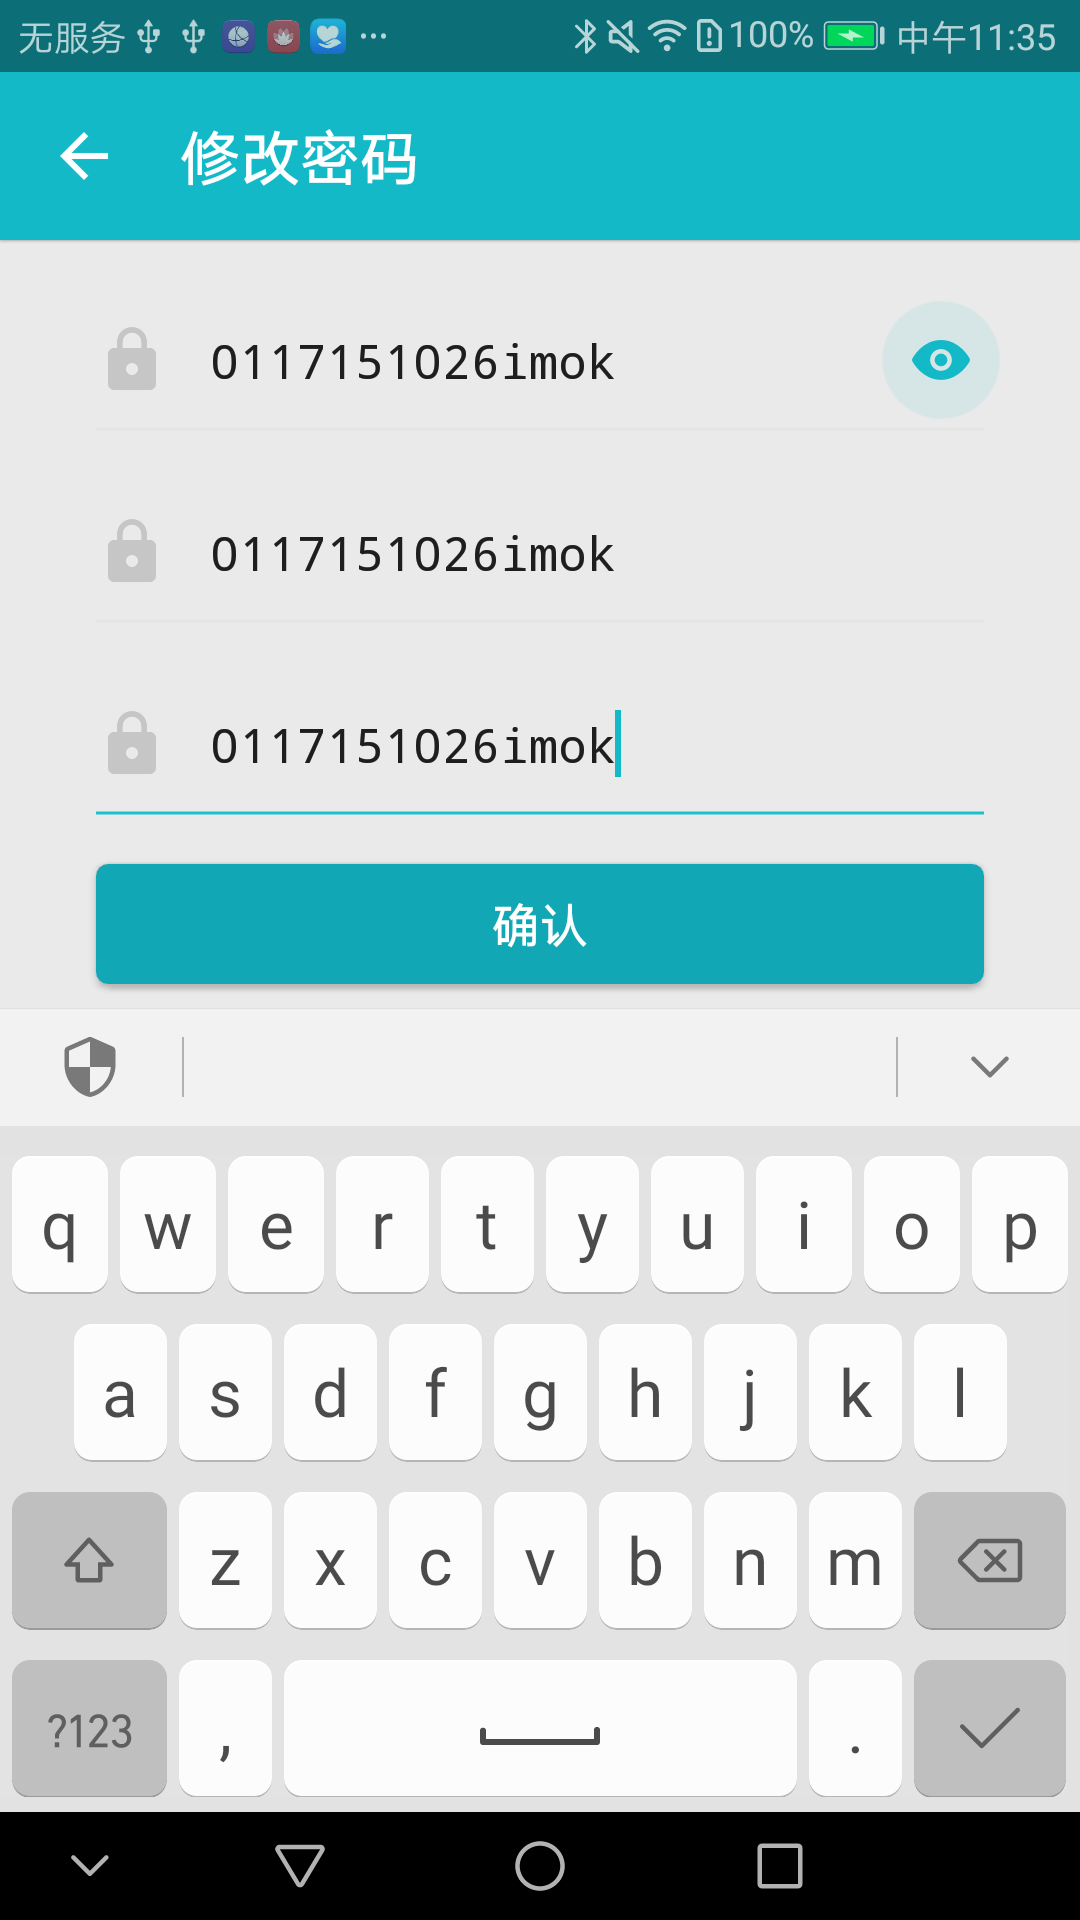 无服务 100% 中午11:35
修改密码
0117151026imok
0117151026imok
0117151026imok
确认
q w e r t y u i o p
a s d f g h j k l
z x c v b n m
?123 , .